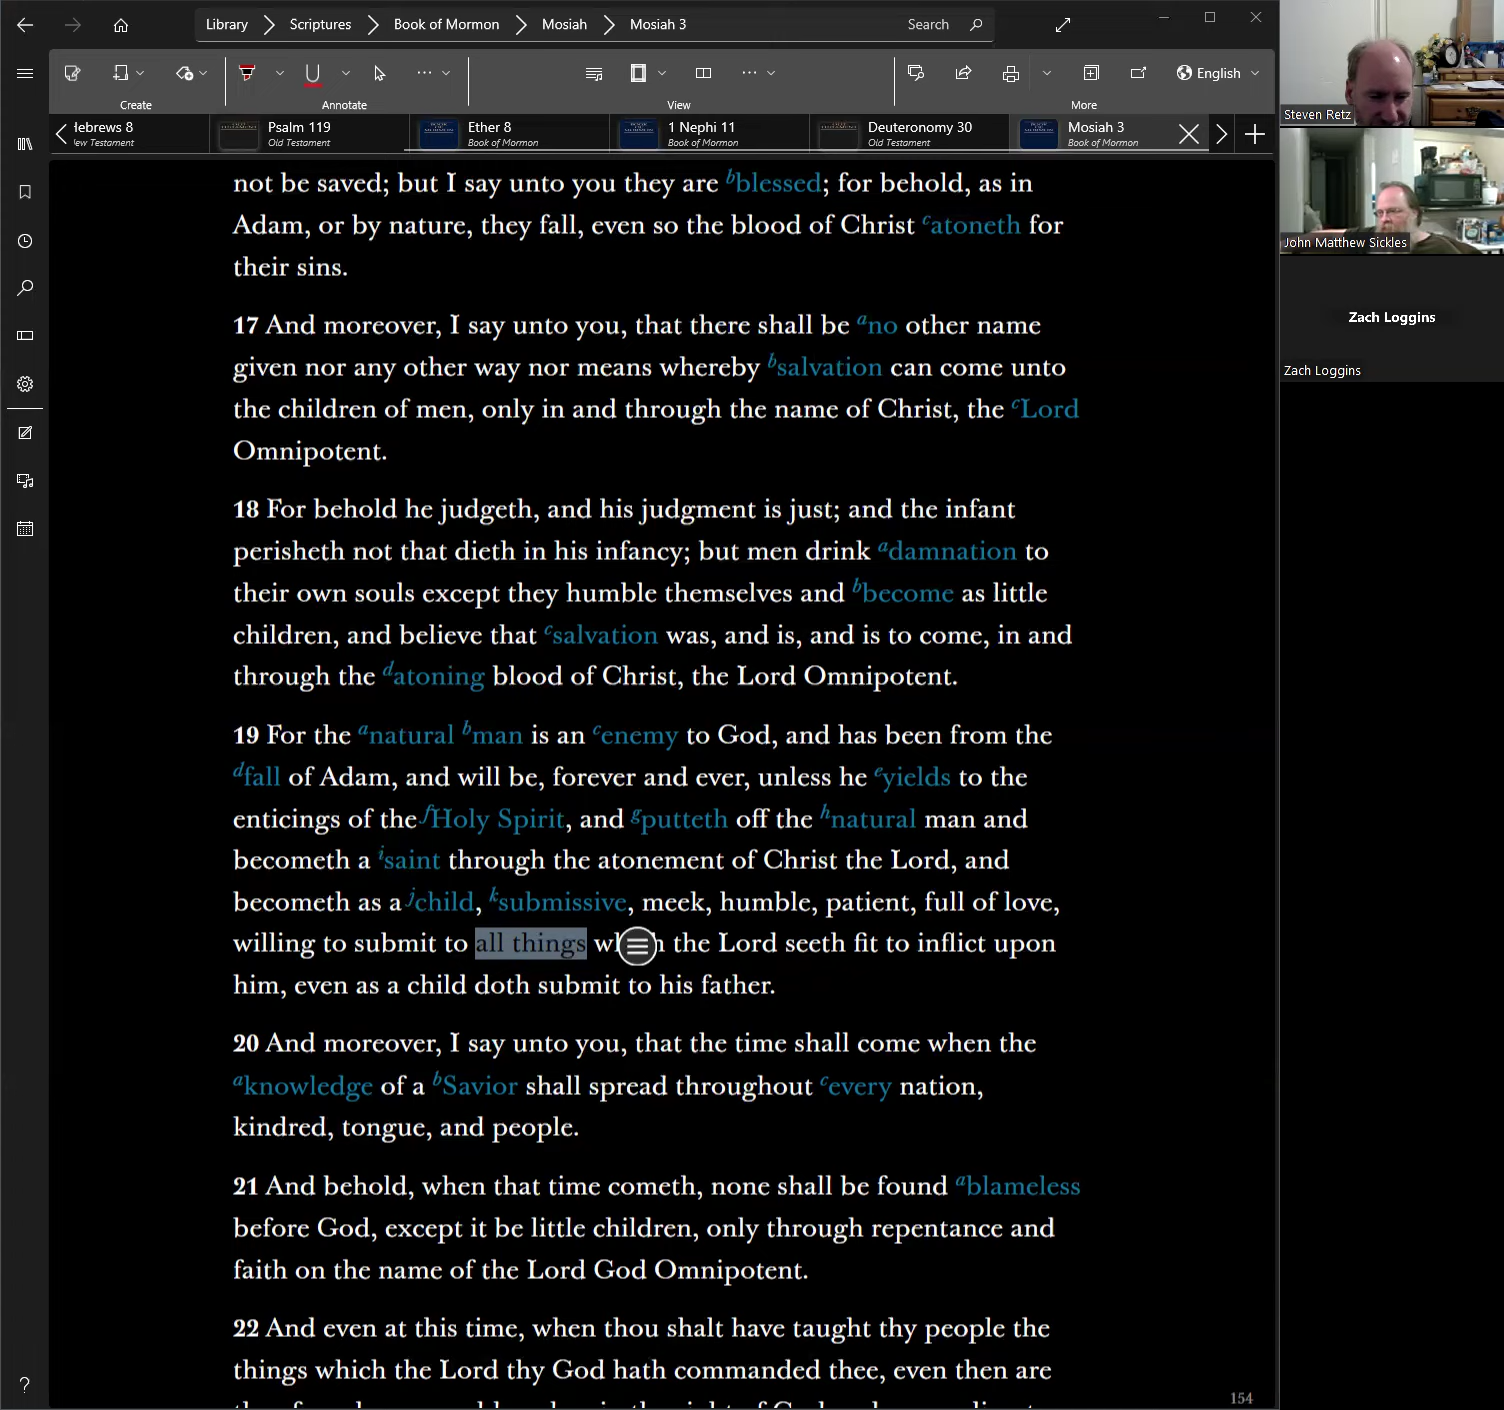 Library Scriptures Book of Mormon Mosiah Mosiah 3 Search
English
Create Annotate View More
Hebrews 8
New Testament
Psalm 119
Old Testament
Ether 8
Book of Mormon
1 Nephi 11
Book of Mormon
Deuteronomy 30
Old Testament
Mosiah 3
Book of Mormon
not be saved; but I say unto you they are b blessed; for behold, as in
Adam, or by nature, they fall, even so the blood of Christ c atoneth for
their sins.
17 And moreover, I say unto you, that there shall be a no other name
given nor any other way nor means whereby b salvation can come unto
the children of men, only in and through the name of Christ, the c Lord
Omnipotent.
18 For behold he judgeth, and his judgment is just; and the infant
perisheth not that dieth in his infancy; but men drink a damnation to
their own souls except they humble themselves and b become as little
children, and believe that c salvation was, and is, and is to come, in and
through the d atoning blood of Christ, the Lord Omnipotent.
19 For the a natural b man is an c enemy to God, and has been from the
d fall of Adam, and will be, forever and ever, unless he e yields to the
enticings of the f Holy Spirit, and g putteth off the h natural man and
becometh a i saint through the atonement of Christ the Lord, and
becometh as a j child, k submissive, meek, humble, patient, full of love,
willing to submit to all things which the Lord seeth fit to inflict upon
him, even as a child doth submit to his father.
20 And moreover, I say unto you, that the time shall come when the
a knowledge of a b Savior shall spread throughout c every nation,
kindred, tongue, and people.
21 And behold, when that time cometh, none shall be found a blameless
before God, except it be little children, only through repentance and
faith on the name of the Lord God Omnipotent.
22 And even at this time, when thou shalt have taught thy people the
things which the Lord thy God hath commanded thee, even then are
154
Steven Retz
John Matthew Sickles
Zach Loggins
Zach Loggins